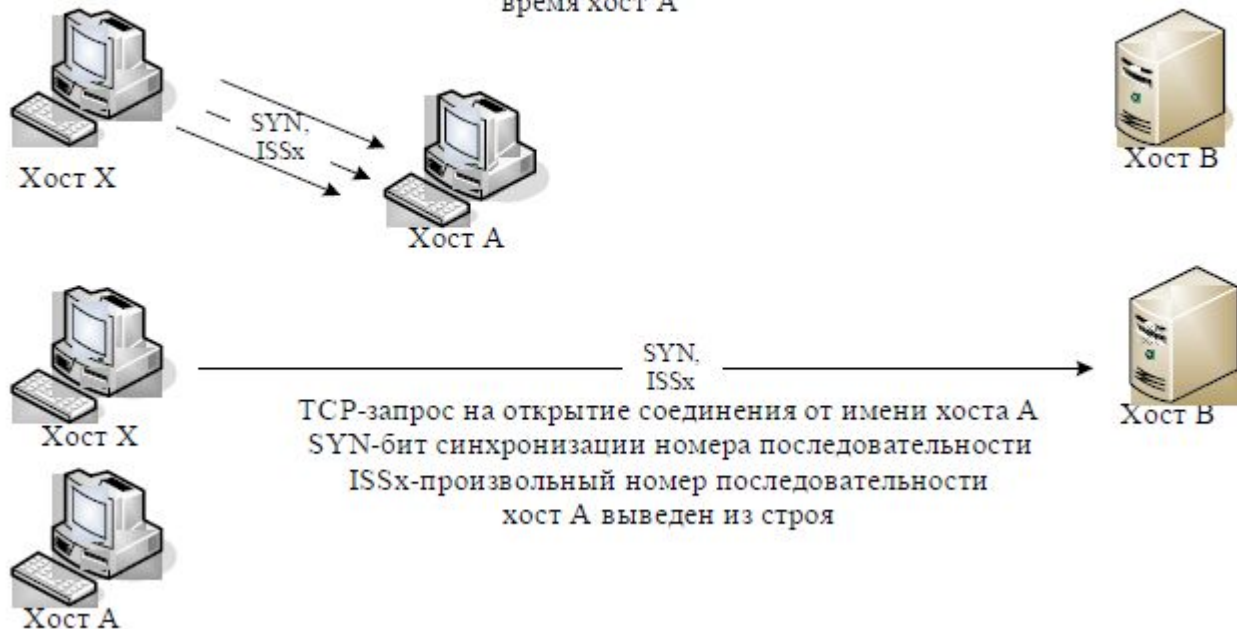 время хост А
SYN,
ISSx
Хост X
Хост А
Хост В
SYN,
ISSx
TCP-запрос на открытие соединения от имени хоста А
SYN-бит синхронизации номера последовательности
ISSx-произвольный номер последовательности
хост А выведен из строя
Хост X
Хост В
Хост А